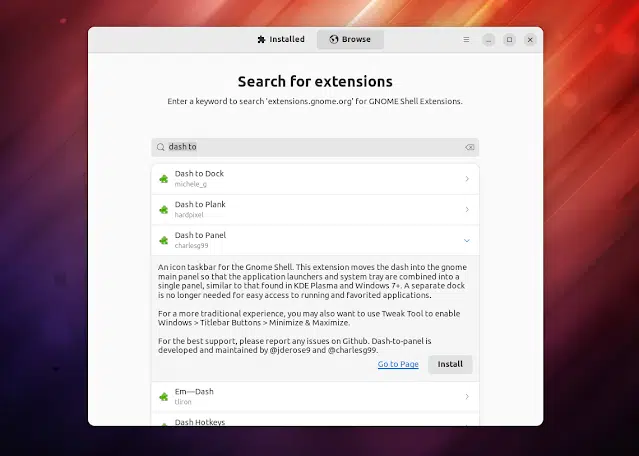 Installed
Browse
Search for extensions
Enter a keyword to search 'extensions.gnome.org' for GNOME Shell Extensions.
dash to
Dash to Dock
michele_g
Dash to Plank
hardpixel
Dash to Panel
charlesg99
An icon taskbar for the Gnome Shell. This extension moves the dash into the gnome
main panel so that the application launchers and system tray are combined into a
single panel, similar to that found in KDE Plasma and Windows 7+. A separate dock
is no longer needed for easy access to running and favorited applications.
For a more traditional experience, you may also want to use Tweak Tool to enable
Windows > Titlebar Buttons > Minimize & Maximize.
For the best support, please report any issues on Github. Dash-to-panel is
developed and maintained by @jderose9 and @charlesg99.
Go to Page
Install
Em—Dash
tliron
Dash Hotkeys